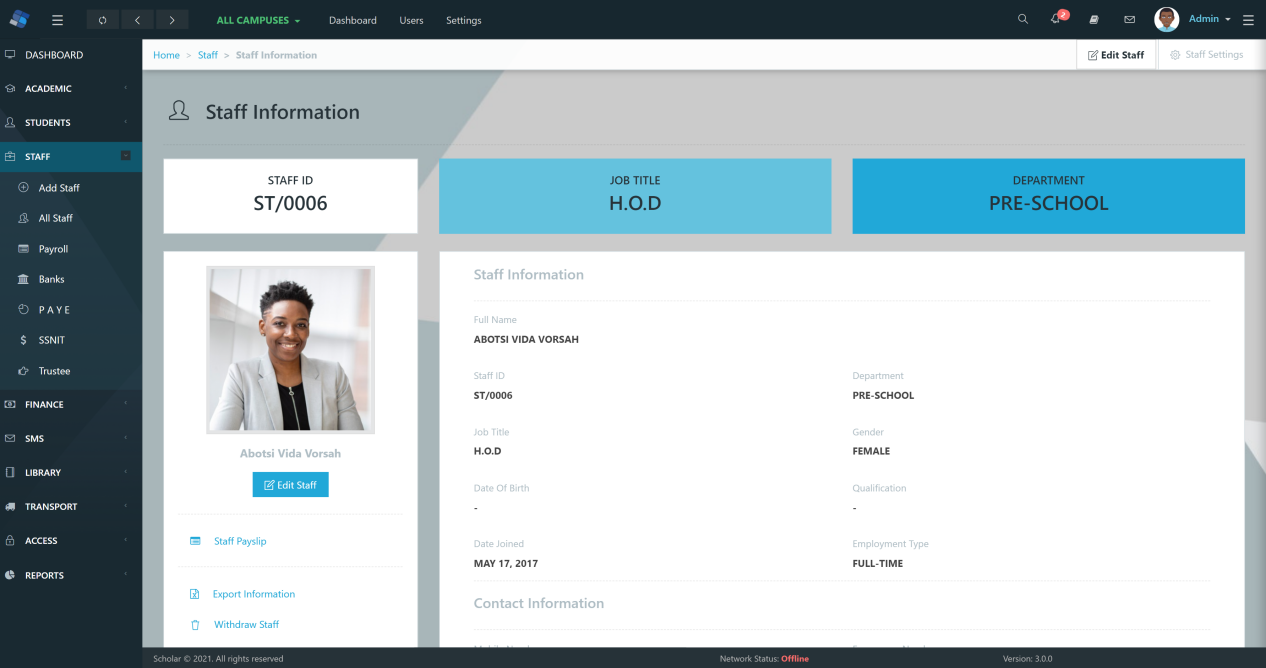 ALL CAMPUSES
Dashboard
Users
Settings
2
Admin
DASHBOARD
ACADEMIC
STUDENTS
STAFF
Add Staff
All Staff
Payroll
Banks
P A Y E
SSNIT
Trustee
FINANCE
SMS
LIBRARY
TRANSPORT
ACCESS
REPORTS
Home > Staff > Staff Information
Edit Staff
Staff Settings
Staff Information
STAFF ID
ST/0006
JOB TITLE
H.O.D
DEPARTMENT
PRE-SCHOOL
Abotsi Vida Vorsah
Edit Staff
Staff Payslip
Export Information
Withdraw Staff
Staff Information
Full Name
ABOTSI VIDA VORSAH
Staff ID
ST/0006
Department
PRE-SCHOOL
Job Title
H.O.D
Gender
FEMALE
Date Of Birth
-
Qualification
-
Date Joined
MAY 17, 2017
Employment Type
FULL-TIME
Contact Information
Scholar © 2021. All rights reserved
Network Status: Offline
Version: 3.0.0